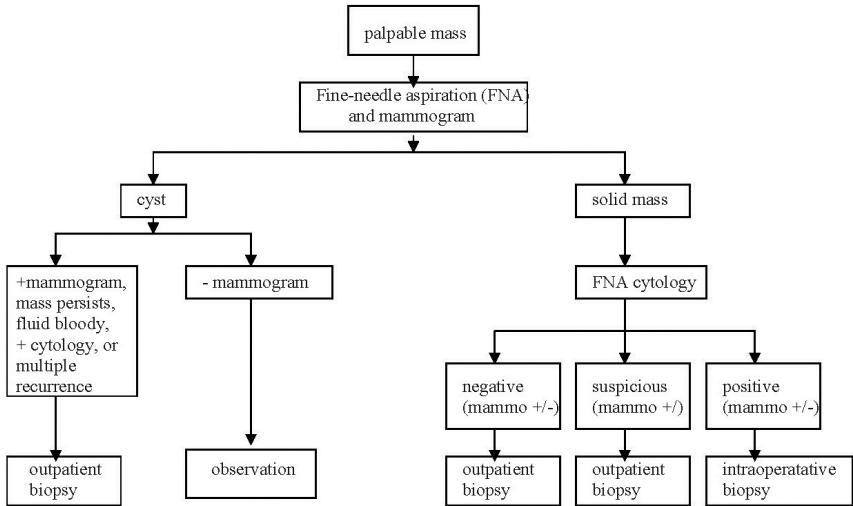 palpable mass
Fine-needle aspiration (FNA)
and mammogram
cyst
solid mass
+mammogram,
mass persists,
fluid bloody,
+ cytology, or
multiple
recurrence
- mammogram
FNA cytology
negative
(mammo +/-)
suspicious
(mammo +/)
positive
(mammo +/-)
outpatient
biopsy
observation
outpatient
biopsy
outpatient
biopsy
intraoperatative
biopsy